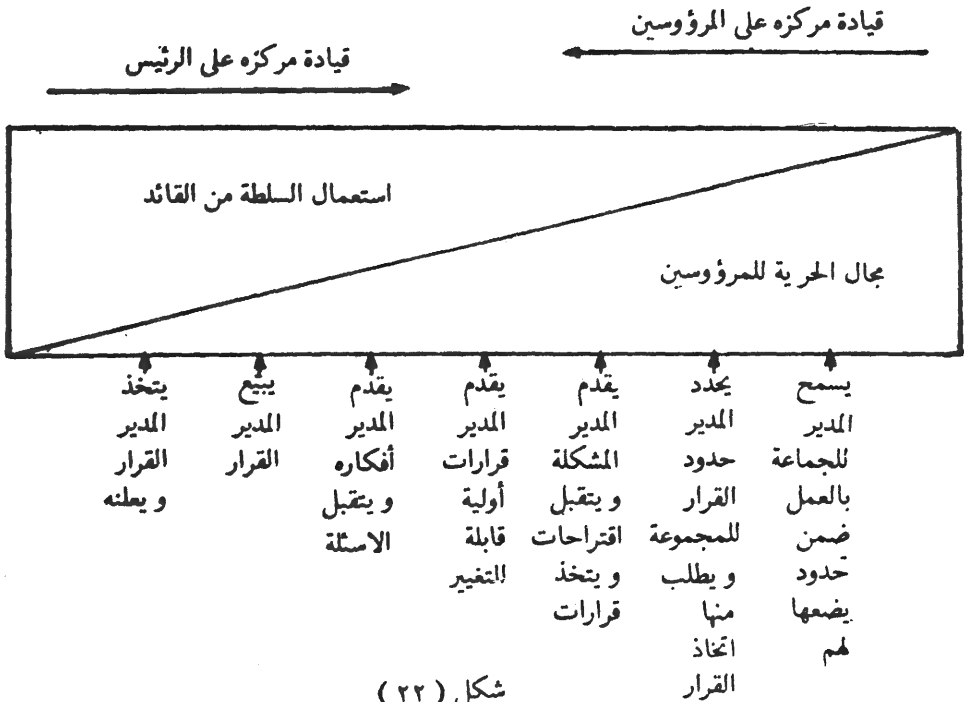 قيادة مركزه على المرؤوسين
قيادة مركزه على الرئيس
استعمال السلطة من القائد
مجال الحرية للمرؤوسين
يسمح
المدير
للجماعة
بالعمل
ضمن
حدود
يضعها
لهم
يحدد
المدير
حدود
القرار
للمجموعة
و يطلب
منها
اتخاذ
القرار
يقدم
المدير
المشكلة
و يتقبل
اقتراحات
و يتخذ
قرارات
يقدم
المدير
قرارات
أولية
قابلة
للتغيير
يقدم
المدير
أفكاره
و يتقبل
الاسئلة
يبيع
المدير
القرار
يتخذ
المدير
القرار
و يعلنه
شكل ( ٢٢ )